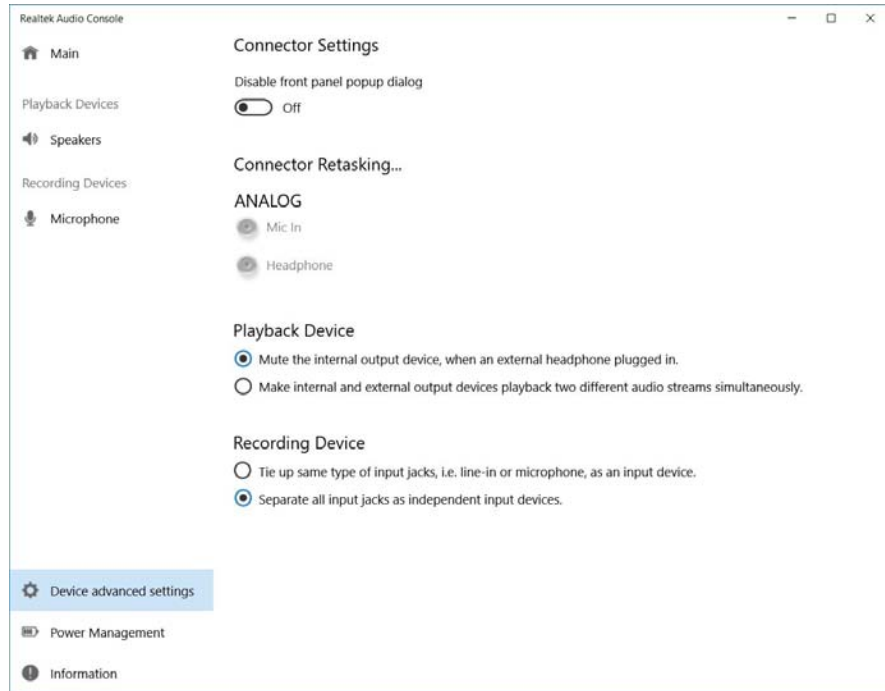 Realtek Audio Console
Main
Playback Devices
Speakers
Recording Devices
Microphone
Device advanced settings
Power Management
Information
Connector Settings
Disable front panel popup dialog
Off
Connector Retasking...
ANALOG
Mic In
Headphone
Playback Device
Mute the internal output device, when an external headphone plugged in.
Make internal and external output devices playback two different audio streams simultaneously.
Recording Device
Tie up same type of input jacks, i.e. line-in or microphone, as an input device.
Separate all input jacks as independent input devices.